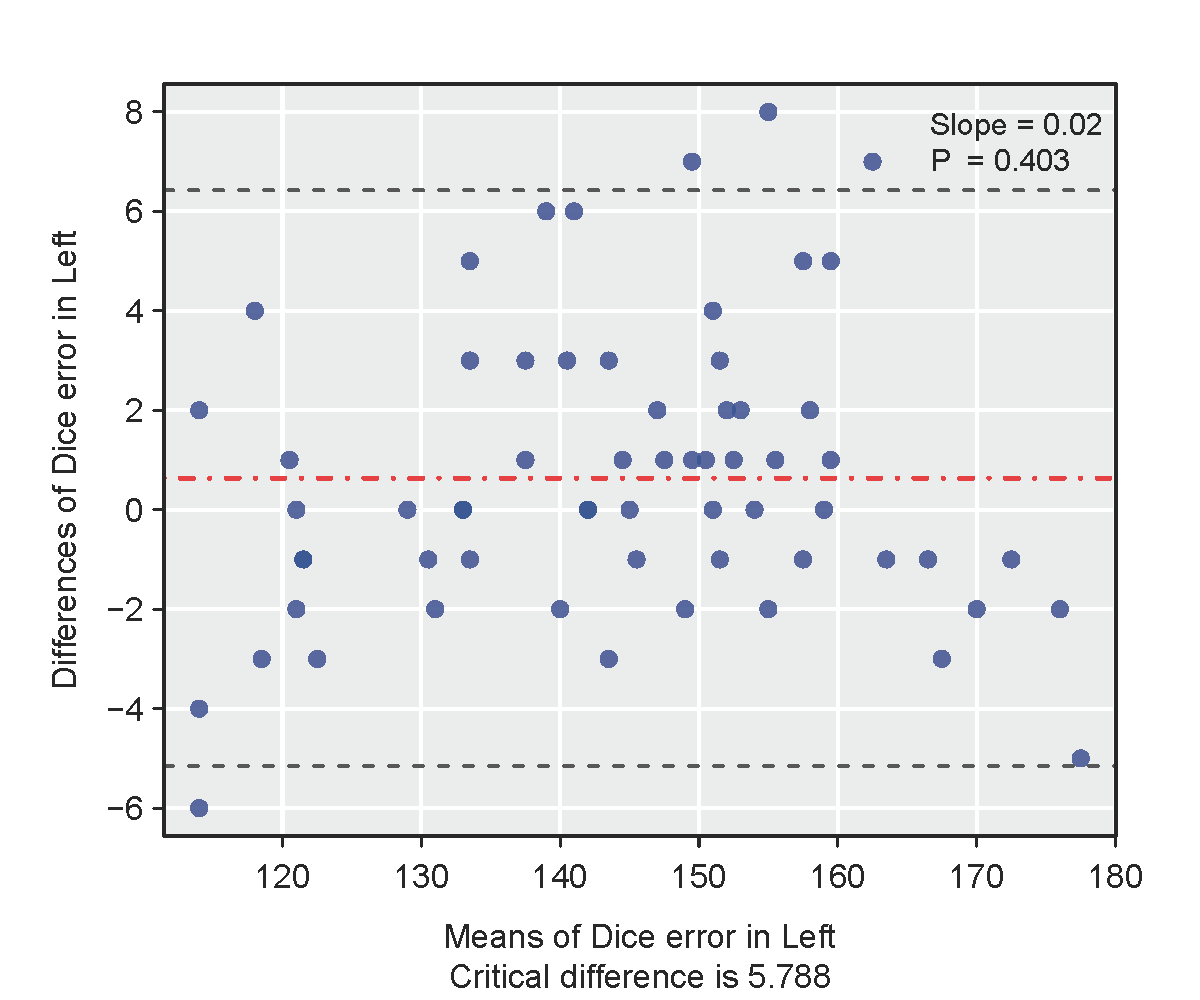 Slope = 0.02
P = 0.403
8
6
4
2
0
−2
−4
−6
Differences of Dice error in Left
120 130 140 150 160 170 180
Means of Dice error in Left
Critical difference is 5.788